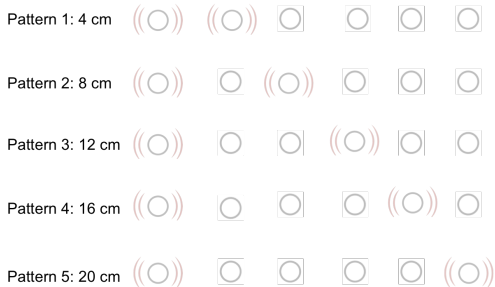 Pattern 1: 4 cm
Pattern 2: 8 cm
Pattern 3: 12 cm
Pattern 4: 16 cm
Pattern 5: 20 cm